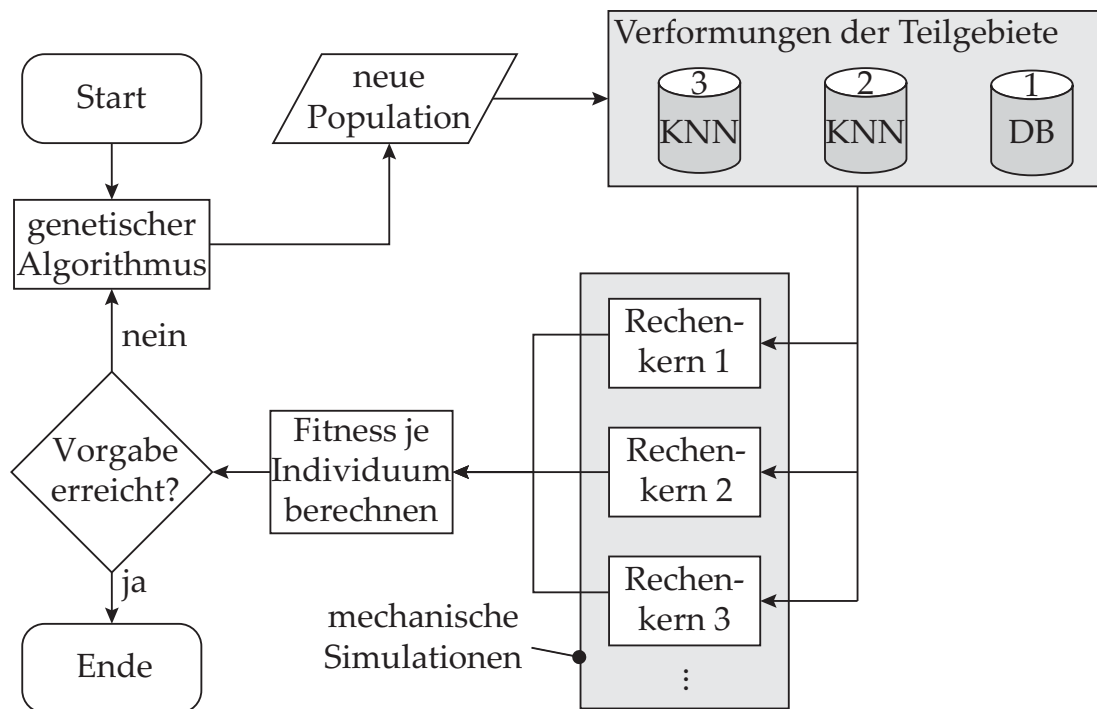 Start
genetischer
Algorithmus
neue
Population
Verformungen der Teilgebiete
3
KNN
2
KNN
1
DB
Rechen-
kern 1
Rechen-
kern 2
Rechen-
kern 3
⋮
mechanische
Simulationen
Fitness je
Individuum
berechnen
Vorgabe
erreicht?
nein
ja
Ende